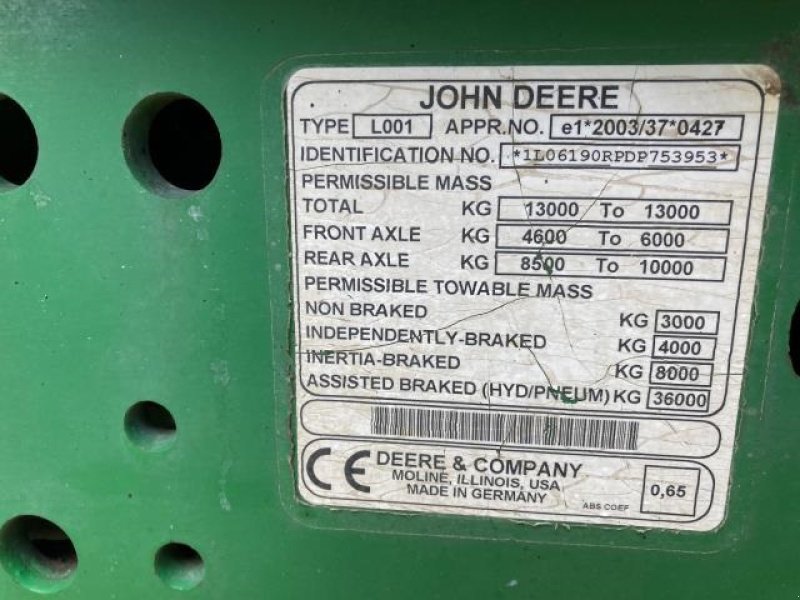 JOHN DEERE
TYPE L001 APPR.NO. e1*2003/37*0427
IDENTIFICATION NO. *1L06190RPDP753953*
PERMISSIBLE MASS
TOTAL KG 13000 To 13000
FRONT AXLE KG 4600 To 6000
REAR AXLE KG 8500 To 10000
PERMISSIBLE TOWABLE MASS
NON BRAKED KG 3000
INDEPENDENTLY-BRAKED KG 4000
INERTIA-BRAKED KG 8000
ASSISTED BRAKED (HYD/PNEUM) KG 36000
CE DEERE & COMPANY
MOLINE, ILLINOIS, USA
MADE IN GERMANY
ABS COEF 0,65